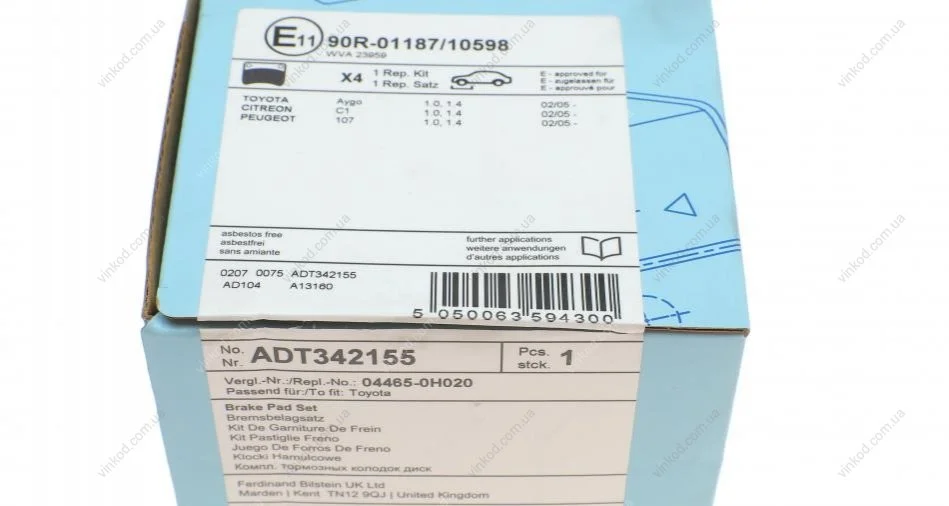 E11 90R-01187/10598
WVA 23959
X4 1 Rep. Kit
1 Rep. Satz
E - approved for
E - zugelassen für
E - approuvé pour
TOYOTA Aygo 1.0, 1.4 02/05 -
CITREON C1 1.0, 1.4 02/05 -
PEUGEOT 107 1.0, 1.4 02/05 -
asbestos free
asbestfrei
sans amiante
further applications
weitere anwendungen
d'autres applications
0207 0075 ADT342155
AD104 A13160
5 050063 594300
No. ADT342155 Pcs. 1
Nr. stck.
Vergl.-Nr.:/Repl.-No.: 04465-0H020
Passend für:/To fit: Toyota
Brake Pad Set
Bremsbelagsatz
Kit De Garniture De Frein
Kit Pastiglie Freno
Juego De Forros De Freno
Klocki Hamulcowe
Компл. тормозных колодок диск
Ferdinand Bilstein UK Ltd
Marden | Kent TN12 9QJ | United Kingdom
vinkod.com.ua